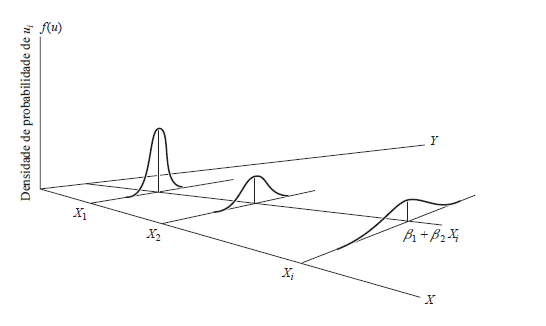 Densidade de probabilidade de uᵢ
f(u)
Y
X₁
X₂
β₁ + β₂ Xᵢ
Xᵢ
X